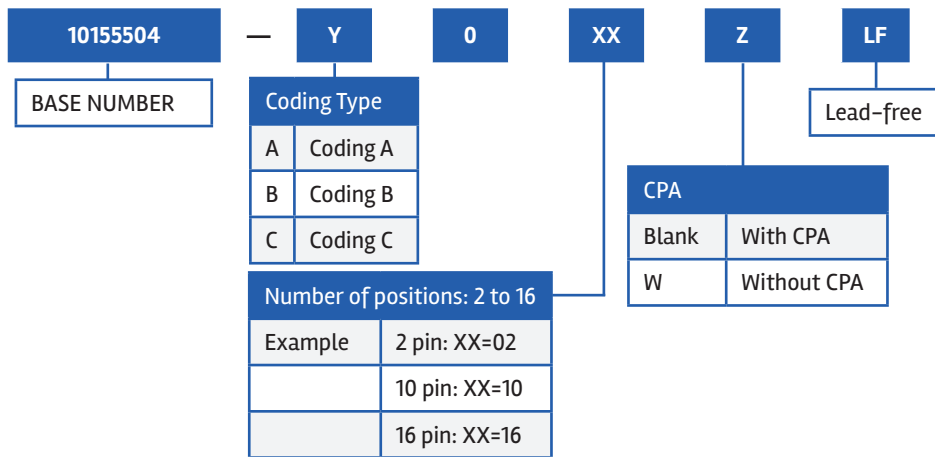 10155504 — Y 0 XX Z LF
BASE NUMBER
Coding Type
A Coding A
B Coding B
C Coding C
Number of positions: 2 to 16
Example 2 pin: XX=02
10 pin: XX=10
16 pin: XX=16
CPA
Blank With CPA
W Without CPA
Lead-free